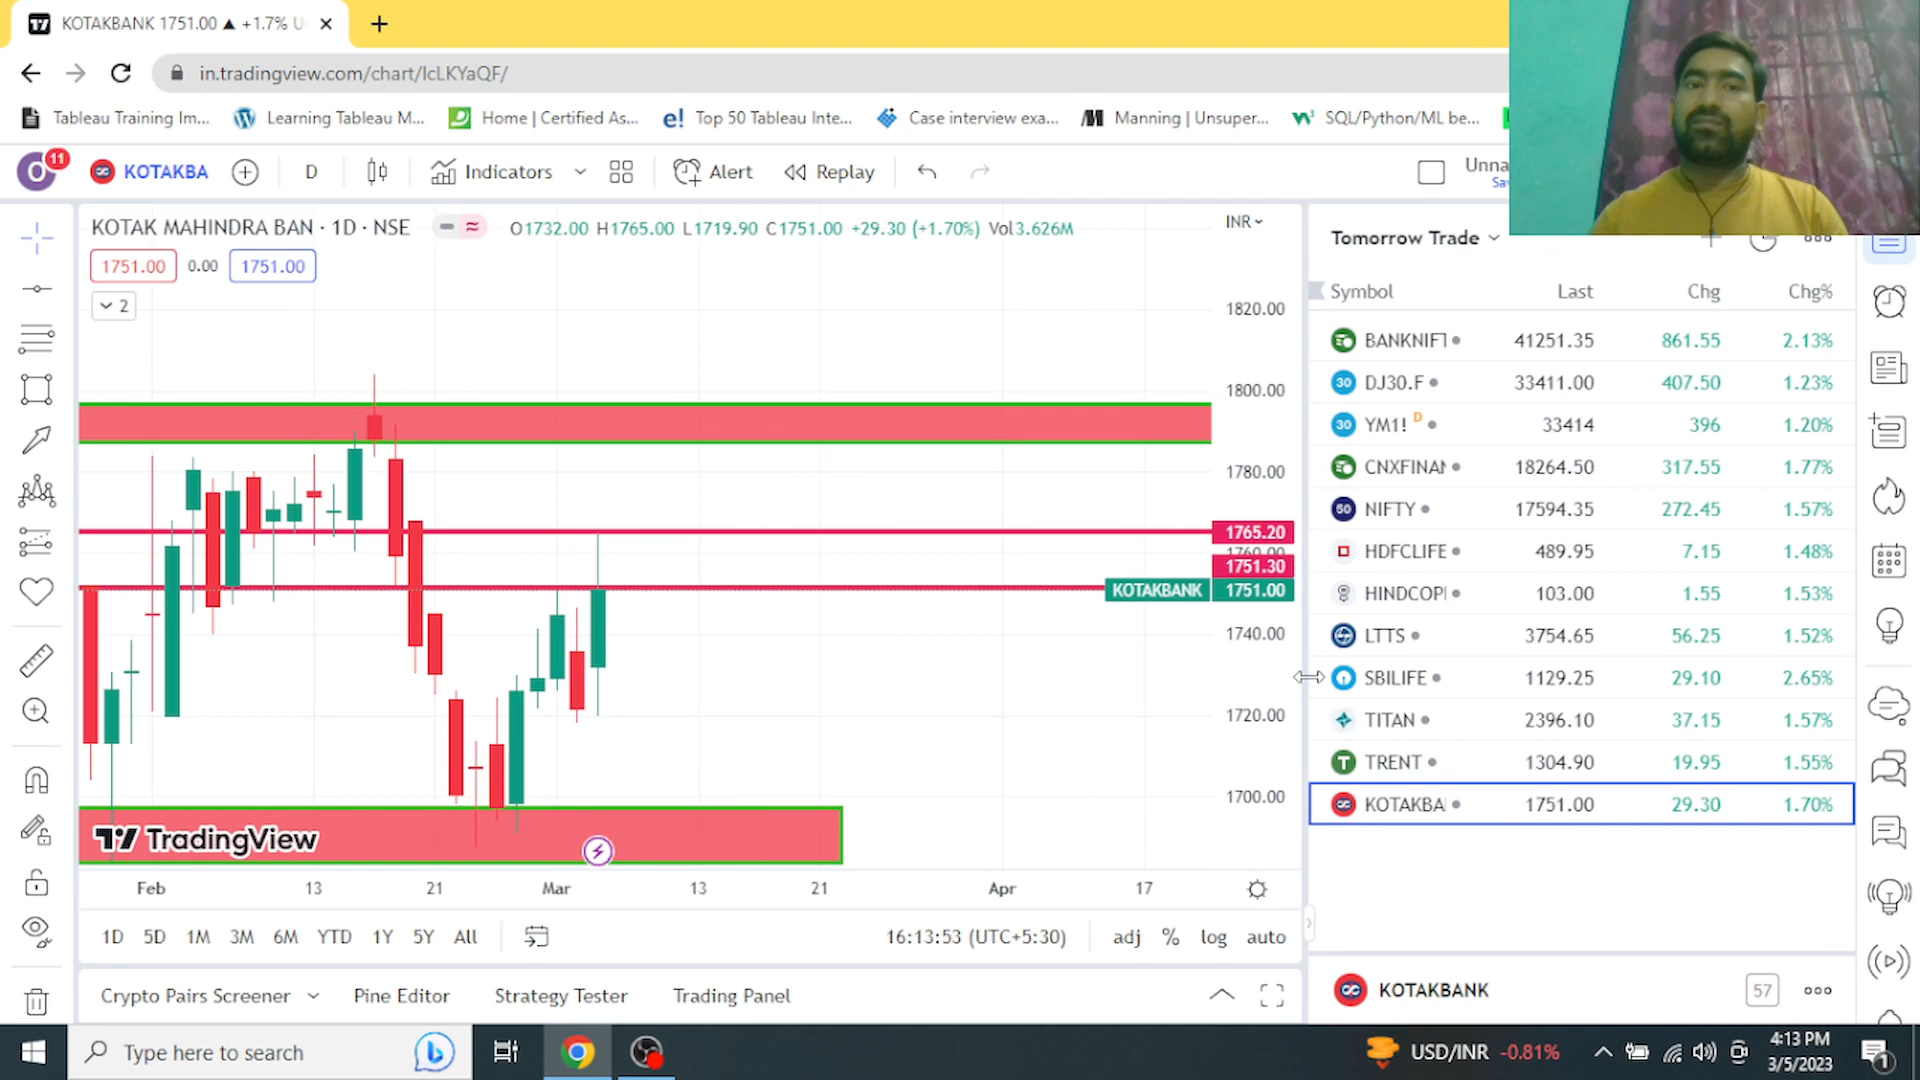 KOTAKBANK 1751.00 ▲ +1.7% U
in.tradingview.com/chart/IcLKYaQF/
Tableau Training Im... Learning Tableau M... Home | Certified As... Top 50 Tableau Inte... Case interview exa... Manning | Unsuper... SQL/Python/ML be...
O 11 KOTAKBA D Indicators Alert Replay Unna
Sa
KOTAK MAHINDRA BAN · 1D · NSE O1732.00 H1765.00 L1719.90 C1751.00 +29.30 (+1.70%) Vol3.626M INR
1751.00 0.00 1751.00
2
1820.00
1800.00
1780.00
1765.20
1760.00
1751.30
KOTAKBANK 1751.00
1740.00
1720.00
1700.00
TradingView
Feb 13 21 Mar 13 21 Apr 17
1D 5D 1M 3M 6M YTD 1Y 5Y All 16:13:53 (UTC+5:30) adj % log auto
Crypto Pairs Screener Pine Editor Strategy Tester Trading Panel
Tomorrow Trade
Symbol Last Chg Chg%
BANKNIFT 41251.35 861.55 2.13%
30 DJ30.F 33411.00 407.50 1.23%
30 YM1! D 33414 396 1.20%
CNXFINAN 18264.50 317.55 1.77%
50 NIFTY 17594.35 272.45 1.57%
HDFCLIFE 489.95 7.15 1.48%
HINDCOPI 103.00 1.55 1.53%
LTTS 3754.65 56.25 1.52%
SBILIFE 1129.25 29.10 2.65%
TITAN 2396.10 37.15 1.57%
T TRENT 1304.90 19.95 1.55%
KOTAKBA 1751.00 29.30 1.70%
KOTAKBANK 57
Type here to search USD/INR -0.81% 4:13 PM
3/5/2023 1